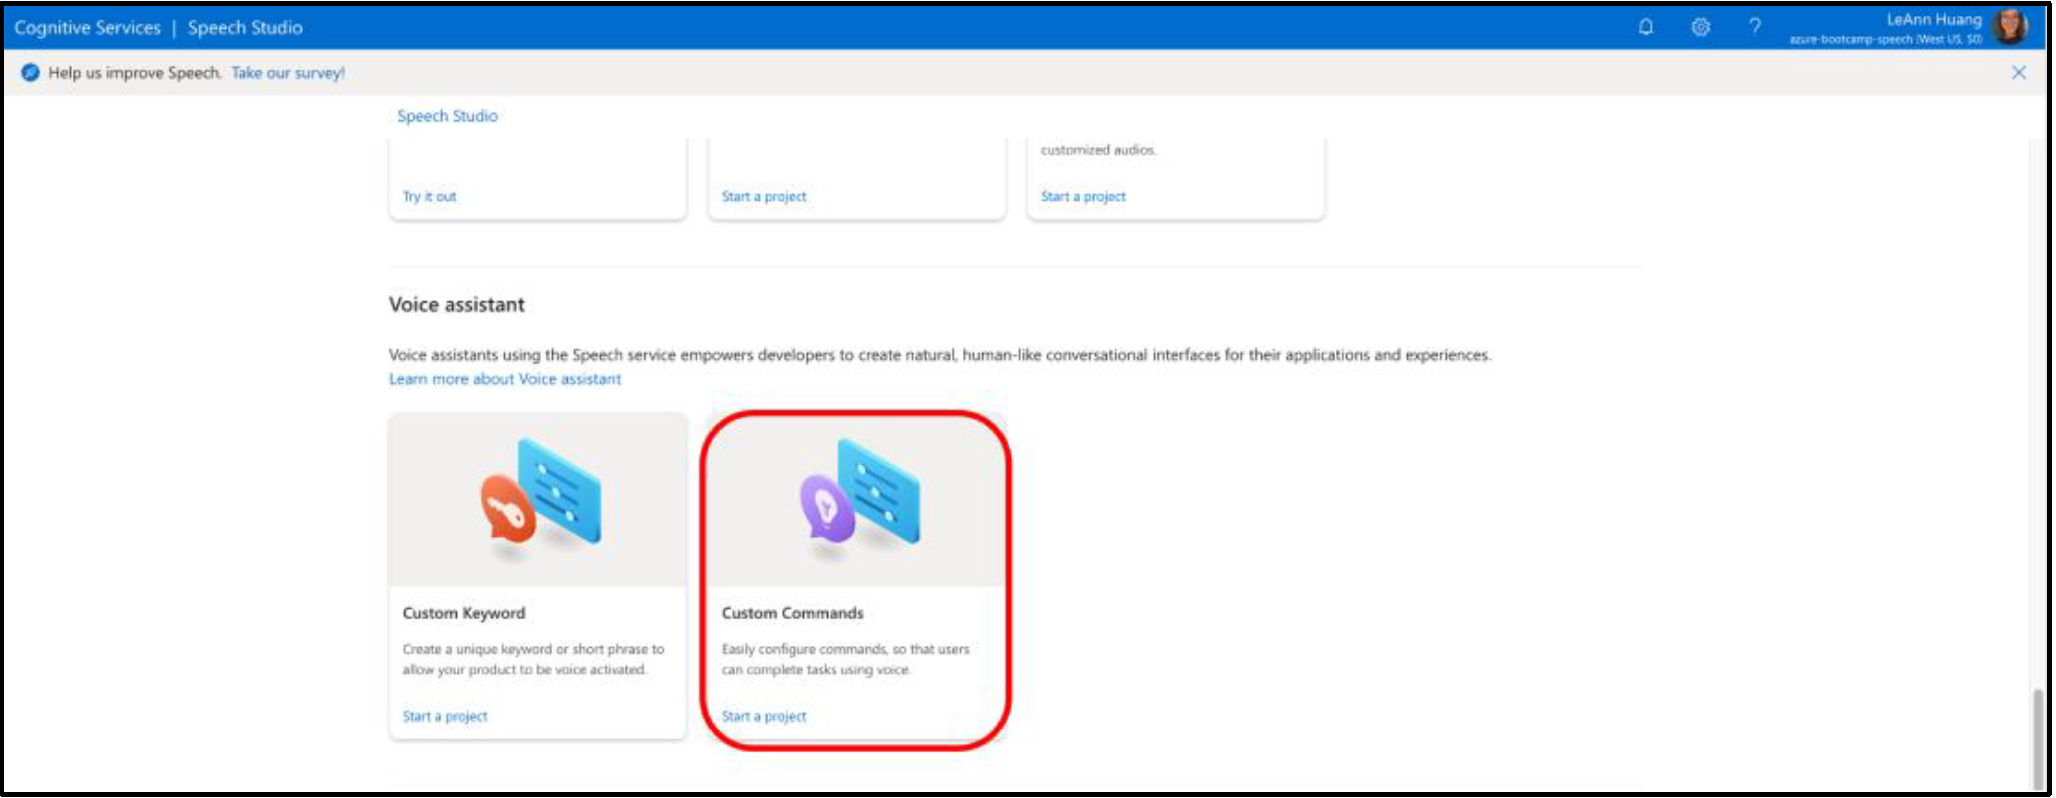 Cognitive Services | Speech Studio
LeAnn Huang
azure-bootcamp-speech (West US, S0)
Help us improve Speech. Take our survey!
Speech Studio
customized audios.
Try it out
Start a project
Start a project
Voice assistant
Voice assistants using the Speech service empowers developers to create natural, human-like conversational interfaces for their applications and experiences.
Learn more about Voice assistant
Custom Keyword
Create a unique keyword or short phrase to
allow your product to be voice activated.
Start a project
Custom Commands
Easily configure commands, so that users
can complete tasks using voice.
Start a project